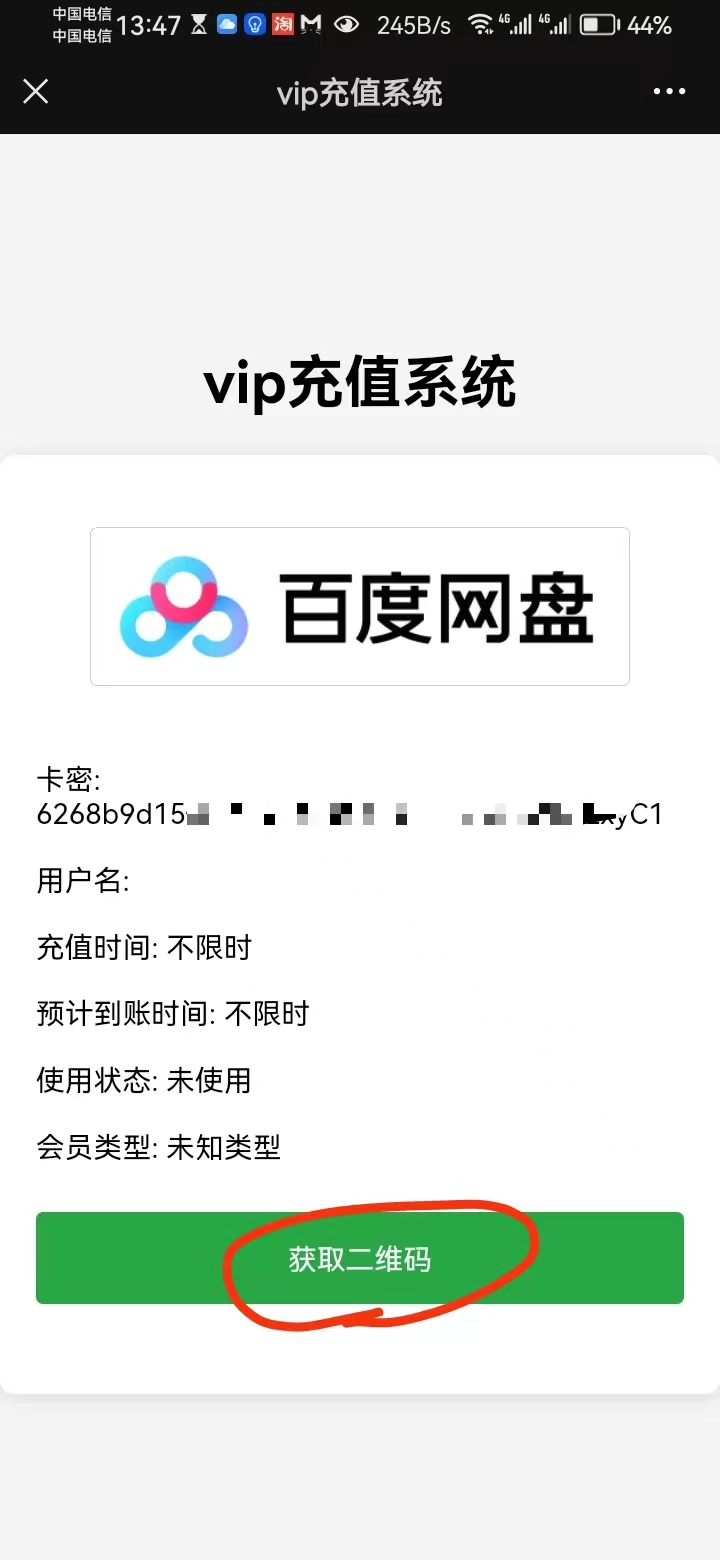 中国电信
中国电信
13:47
淘
245B/s
4G
4G
44%
vip充值系统
vip充值系统
百度网盘
卡密:
6268b9d15 xyC1
用户名:
充值时间: 不限时
预计到账时间: 不限时
使用状态: 未使用
会员类型: 未知类型
获取二维码